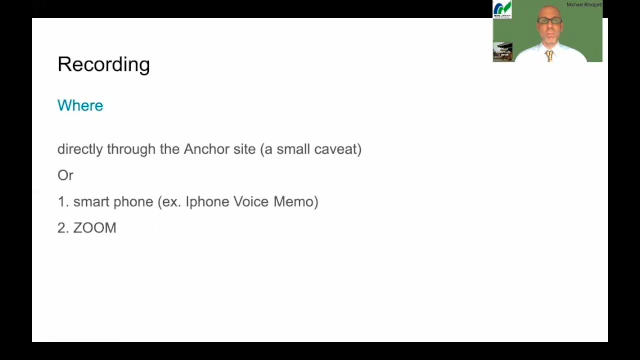 Recording
Where
directly through the Anchor site (a small caveat)
Or
1. smart phone (ex. Iphone Voice Memo)
2. ZOOM